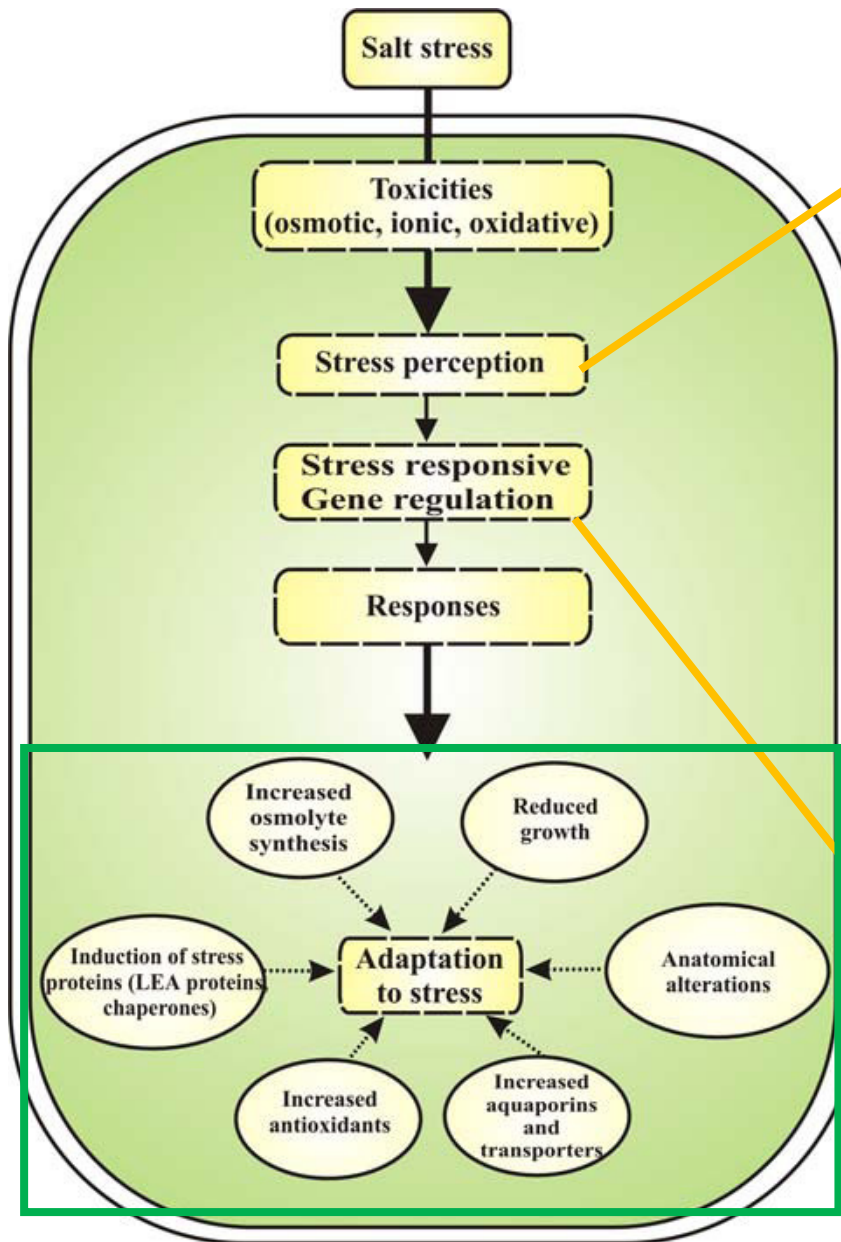 Salt stress
Toxicities
(osmotic, ionic, oxidative)
Stress perception
Stress responsive
Gene regulation
Responses
Increased
osmolyte
synthesis
Reduced
growth
Induction of stress
proteins (LEA proteins,
chaperones)
Adaptation
to stress
Anatomical
alterations
Increased
antioxidants
Increased
aquaporins
and
transporters